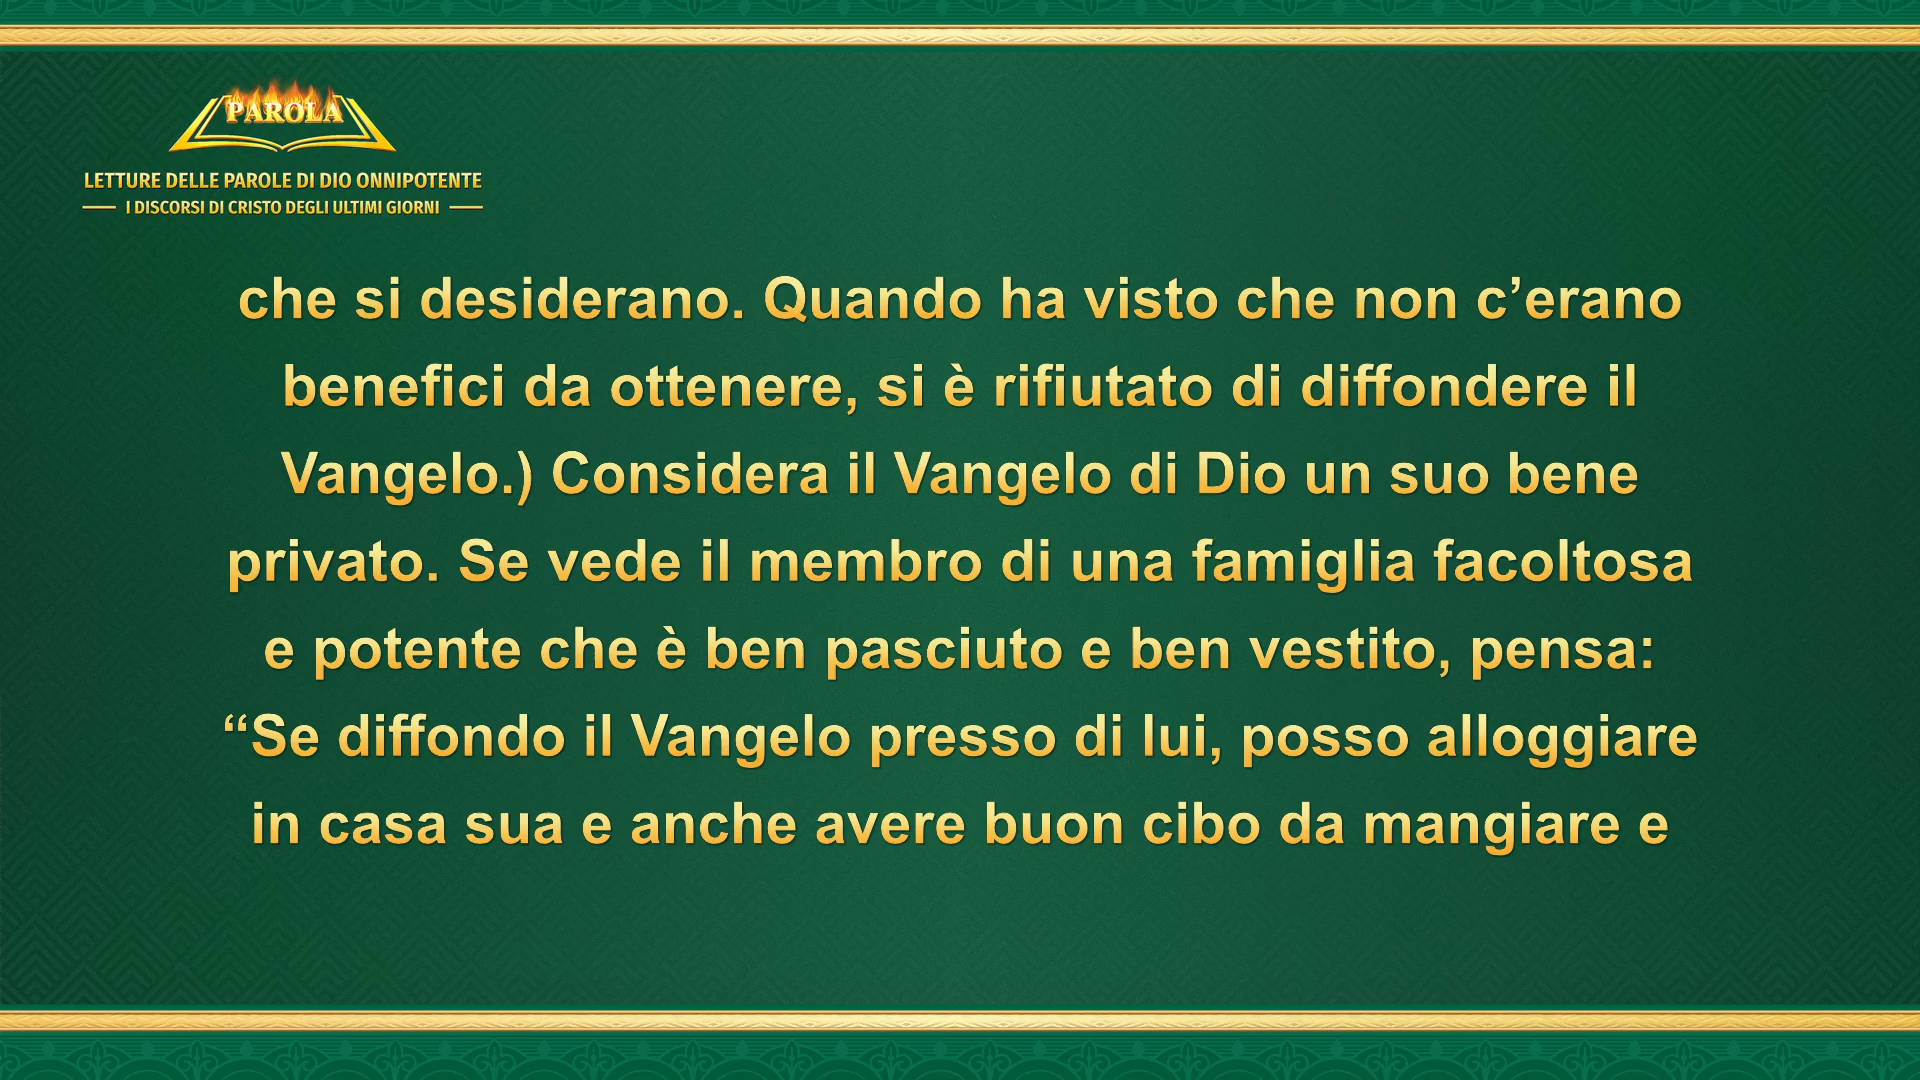 PAROLA
LETTURE DELLE PAROLE DI DIO ONNIPOTENTE
I DISCORSI DI CRISTO DEGLI ULTIMI GIORNI
che si desiderano. Quando ha visto che non c’erano
benefici da ottenere, si è rifiutato di diffondere il
Vangelo.) Considera il Vangelo di Dio un suo bene
privato. Se vede il membro di una famiglia facoltosa
e potente che è ben pasciuto e ben vestito, pensa:
“Se diffondo il Vangelo presso di lui, posso alloggiare
in casa sua e anche avere buon cibo da mangiare e